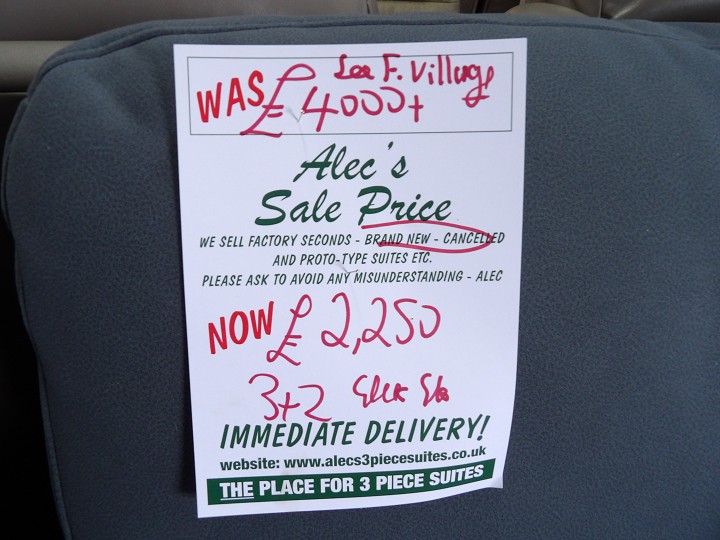 F. Village
WAS £4000+
Alec's
Sale Price
WE SELL FACTORY SECONDS - BRAND NEW - CANCELLED
AND PROTO-TYPE SUITES ETC.
PLEASE ASK TO AVOID ANY MISUNDERSTANDING - ALEC
NOW £2,250
3+2
IMMEDIATE DELIVERY!
website: www.alecs3piecesuites.co.uk
THE PLACE FOR 3 PIECE SUITES